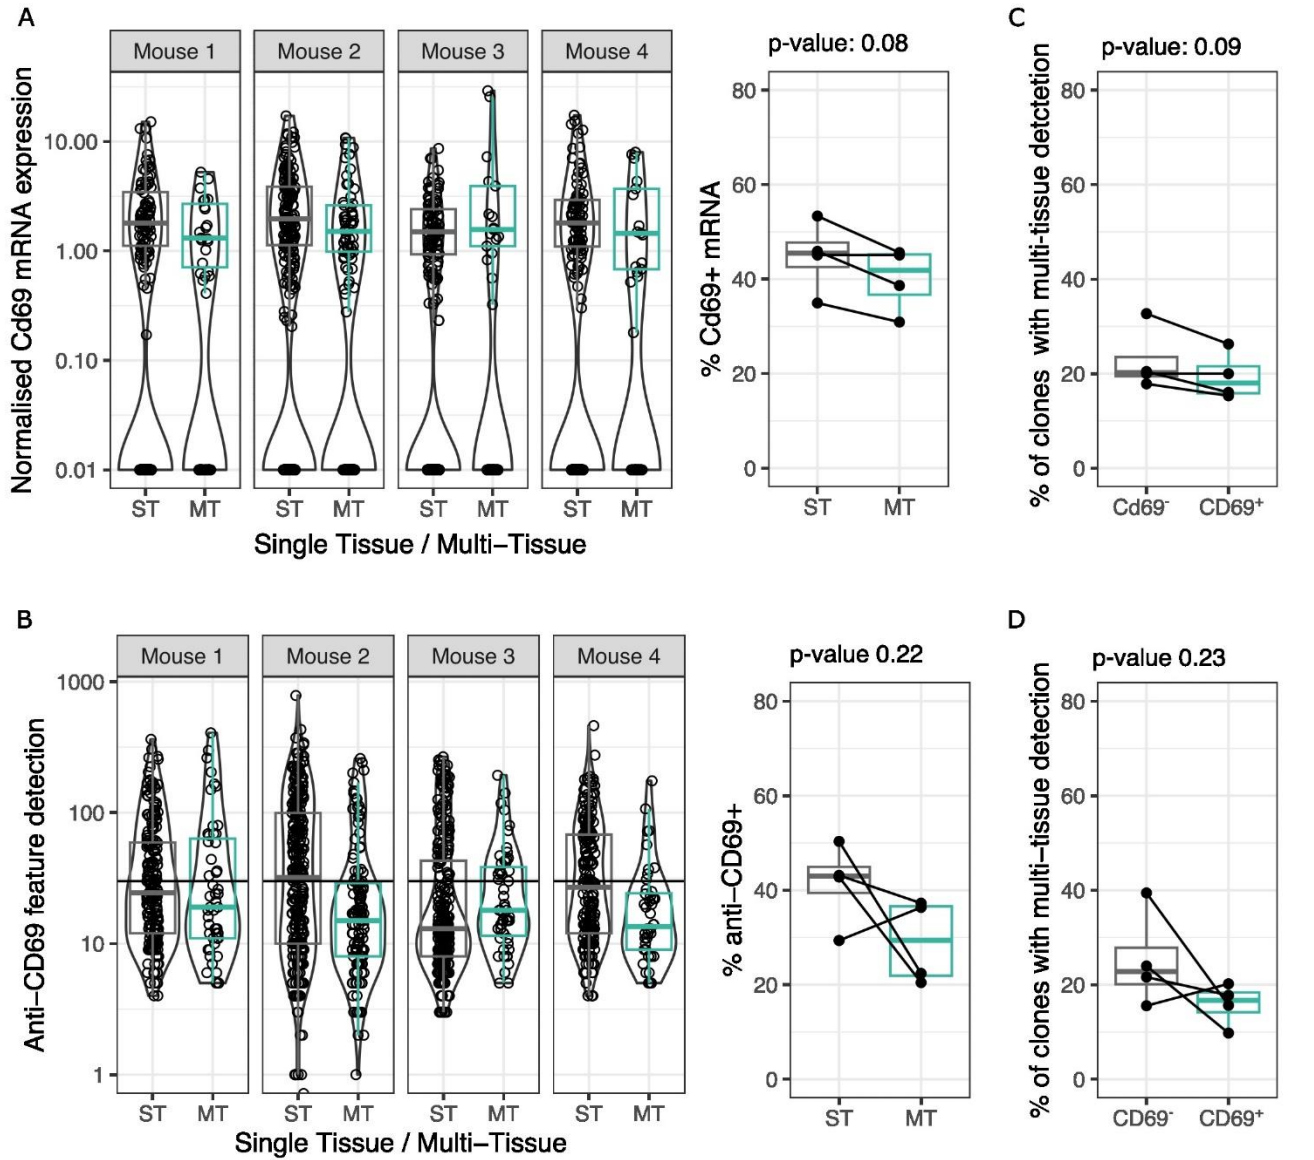 A
Mouse 1
Mouse 2
Mouse 3
Mouse 4
Normalised Cd69 mRNA expression
10.00
1.00
0.10
0.01
ST
MT
ST
MT
ST
MT
ST
MT
Single Tissue / Multi–Tissue
p-value: 0.08
% Cd69+ mRNA
80
60
40
20
0
ST
MT
C
p-value: 0.09
% of clones with multi-tissue detctetion
80
60
40
20
0
Cd69⁻
CD69⁺
B
Mouse 1
Mouse 2
Mouse 3
Mouse 4
Anti–CD69 feature detection
1000
100
10
1
ST
MT
ST
MT
ST
MT
ST
MT
Single Tissue / Multi–Tissue
p-value 0.22
% anti–CD69+
80
60
40
20
0
ST
MT
D
p-value 0.23
% of clones with multi–tissue detection
80
60
40
20
0
CD69⁻
CD69⁺